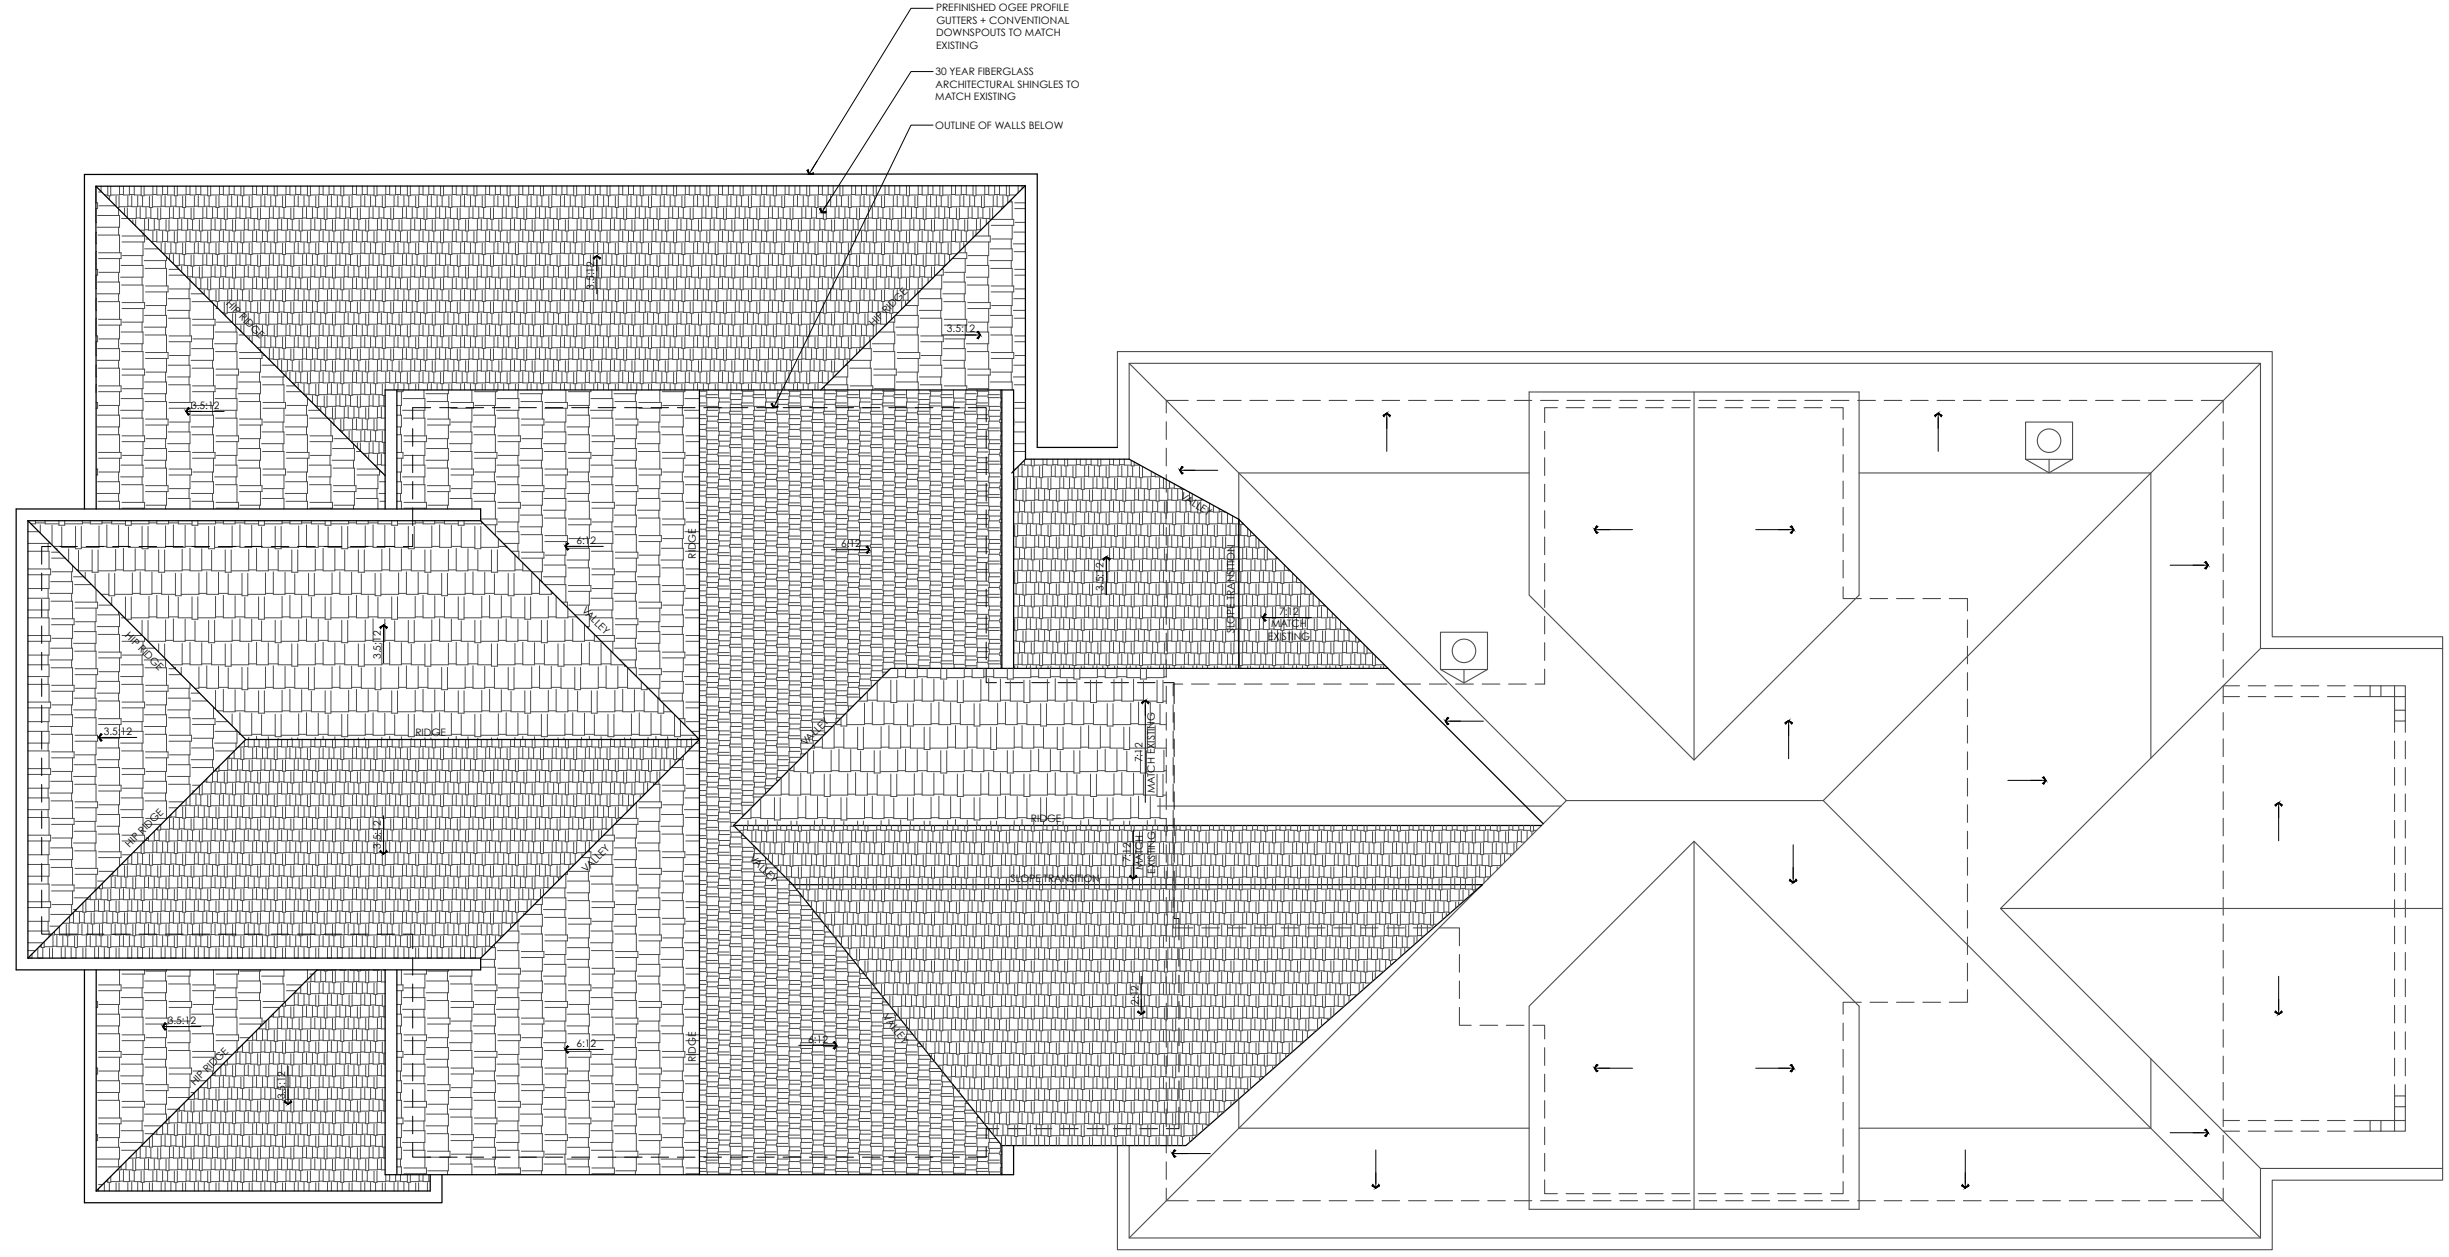 PREFINISHED OGEE PROFILE
GUTTERS + CONVENTIONAL
DOWNSPOUTS TO MATCH
EXISTING
30 YEAR FIBERGLASS
ARCHITECTURAL SHINGLES TO
MATCH EXISTING
OUTLINE OF WALLS BELOW
3.5:12
HIP RIDGE
HIP RIDGE
3.5:12
3.5:12
VALLEY
RIDGE
6:12
6:12
SLOPE TRANSITION
3.5:12
7:12
MATCH
EXISTING
VALLEY
HIP RIDGE
3.5:12
3.5:12
RIDGE
VALLEY
7:12
MATCH EXISTING
RIDGE
HIP RIDGE
3.5:12
VALLEY
VALLEY
7:12
MATCH
EXISTING
SLOPE TRANSITION
2:12
3.5:12
VALLEY
HIP RIDGE
3.5:12
6:12
RIDGE
6:12